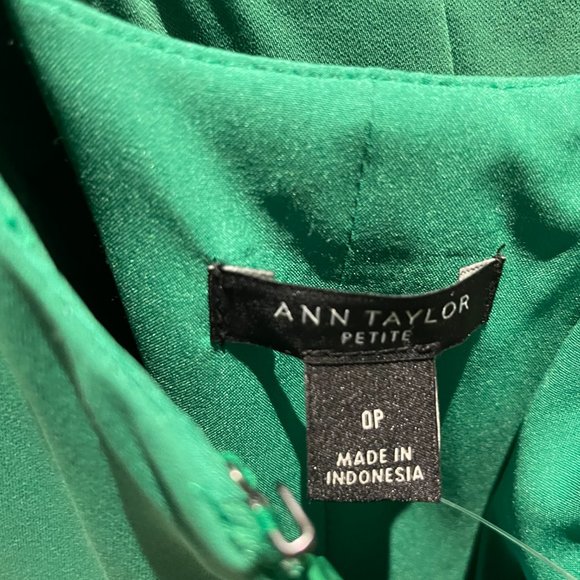 ANN TAYLOR
PETITE
0P
MADE IN
INDONESIA